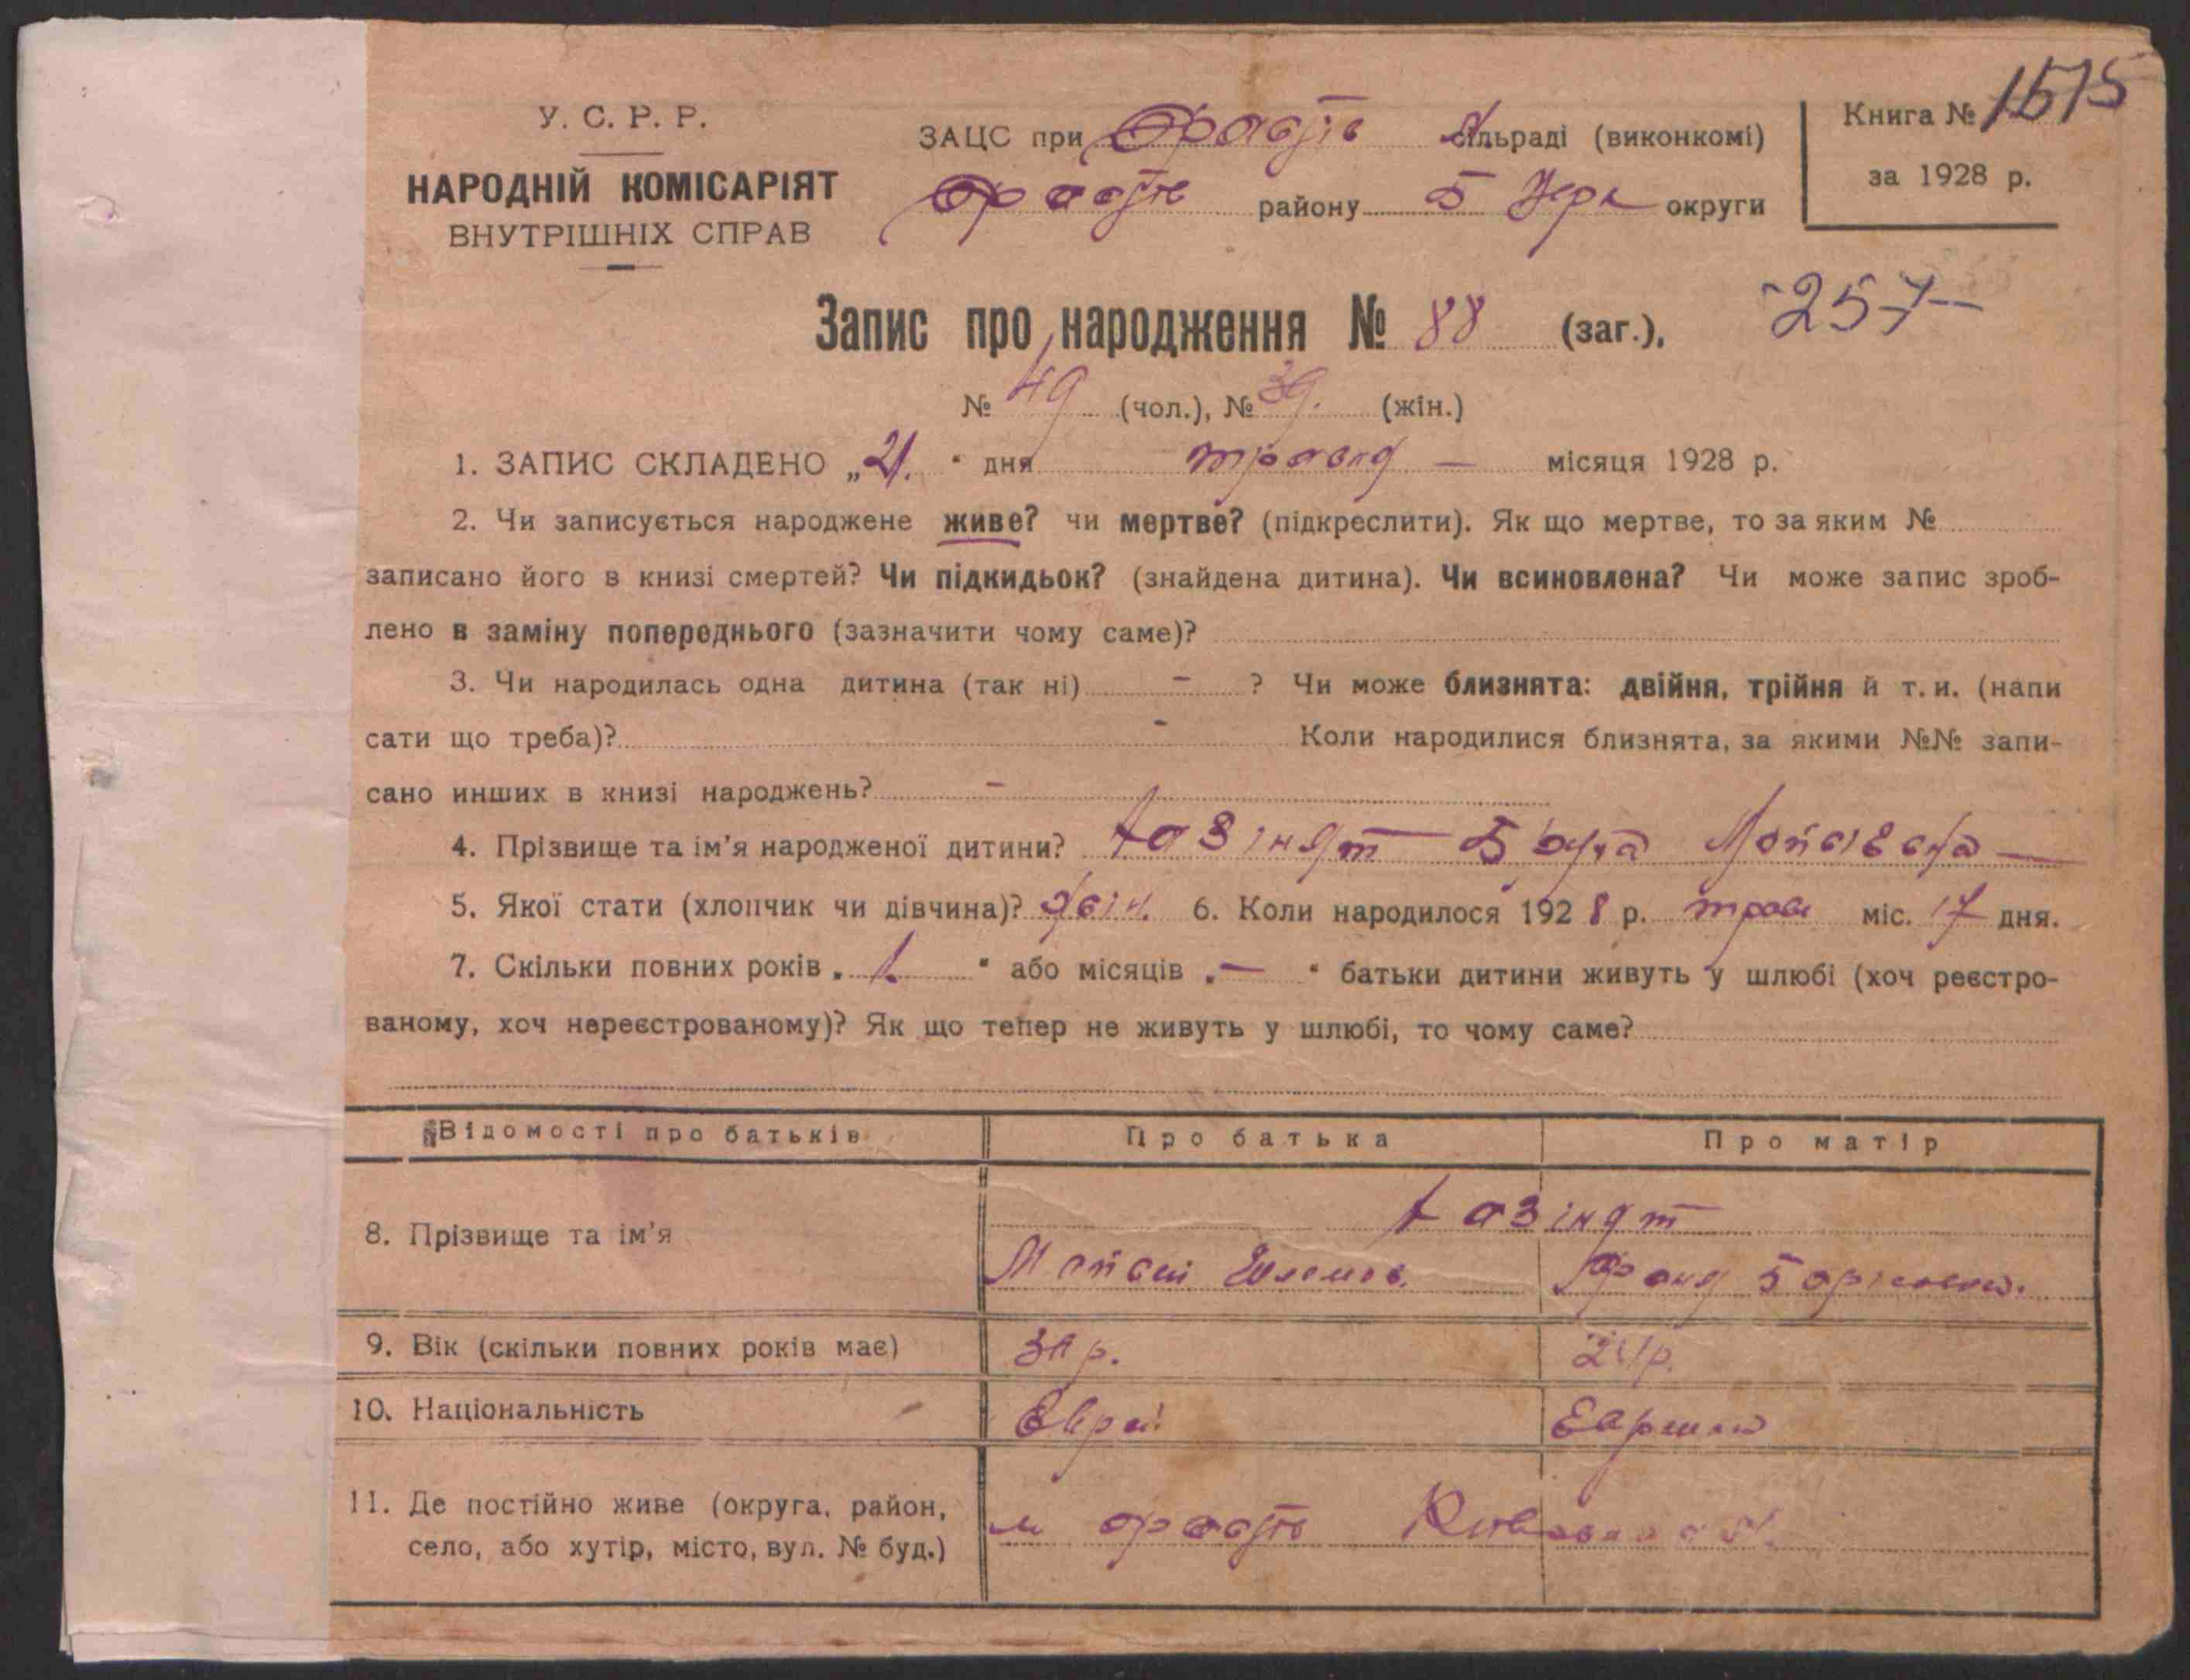 У. С. Р. Р.
НАРОДНІЙ КОМІСАРІЯТ
ВНУТРІШНІХ СПРАВ
ЗАЦС при Фастів сільраді (виконкомі)
Фастів району Б Церк округи
Книга № 1515
за 1928 р.
Запис про народження № 88 (заг.),
257
№ 49 (чол.), № 39. (жін.)
1. ЗАПИС СКЛАДЕНО „21. " дня травня — місяця 1928 р.
2. Чи записується народжене живе? чи мертве? (підкреслити). Як що мертве, то за яким №
записано його в книзі смертей? Чи підкидьок? (знайдена дитина). Чи всиновлена? Чи може запис зроб-
лено в заміну попереднього (зазначити чому саме)?
3. Чи народилась одна дитина (так ні) - ? Чи може близнята: двійня, трійня й т. и. (напи
сати що треба)? - Коли народилися близнята, за якими №№ запи-
сано инших в книзі народжень? -
4. Прізвище та ім'я народженої дитини?
5. Якої стати (хлопчик чи дівчина)? дівч. 6. Коли народилося 1928 р. трав міс. 17 дня.
7. Скільки повних років „ 1 " або місяців „ — " батьки дитини живуть у шлюбі (хоч реєстро-
ваному, хоч нереєстрованому)? Як що тепер не живуть у шлюбі, то чому саме?
Відомості про батьків Про батька Про матір
8. Прізвище та ім'я
9. Вік (скільки повних років має) р. р.
10. Національність Єврей Єврейка
11. Де постійно живе (округа, район,
село, або хутір, місто, вул. № буд.)
м Фастів